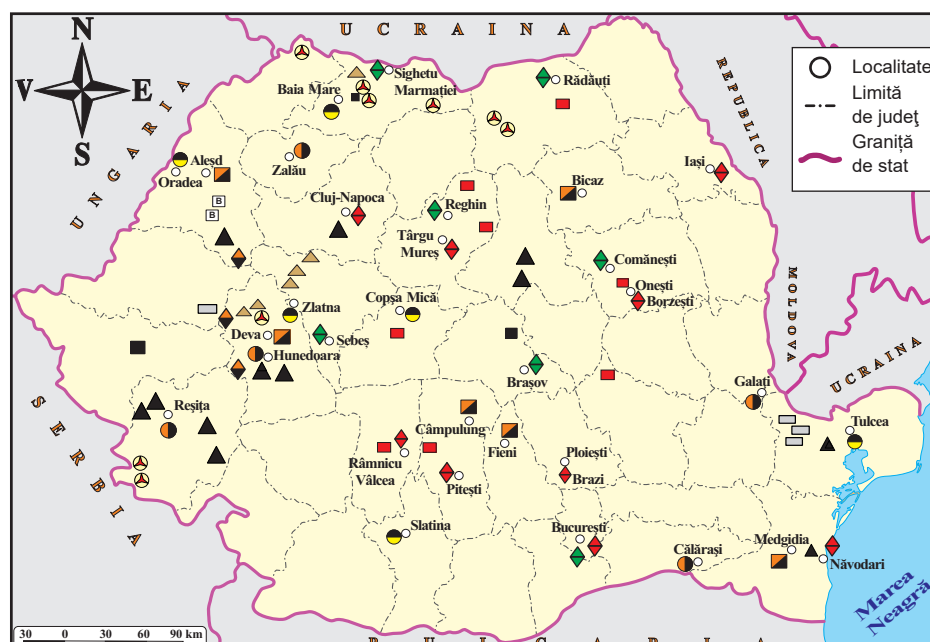 UCRAINA
N
V
E
S
UNGARIA
REPUBLICA
MOLDOVA
UCRAINA
SERBIA
Localitate
Limită
de judeţ
Graniță
de stat
Sighetu
Marmației
Baia Mare
Rădăuți
Aleșd
Oradea
Zalău
Iași
Bicaz
B
B
Cluj-Napoca
Reghin
Târgu
Mureș
Comănești
Onești
Borzești
Zlatna
Copșa Mică
Deva
Sebeș
Hunedoara
Brașov
Galați
Reșița
Câmpulung
Tulcea
Fieni
Râmnicu
Vâlcea
Ploiești
Pitești
Brazi
Slatina
București
Medgidia
Călărași
Năvodari
Marea
Neagră
30 0 30 60 90 km
BULGARIA